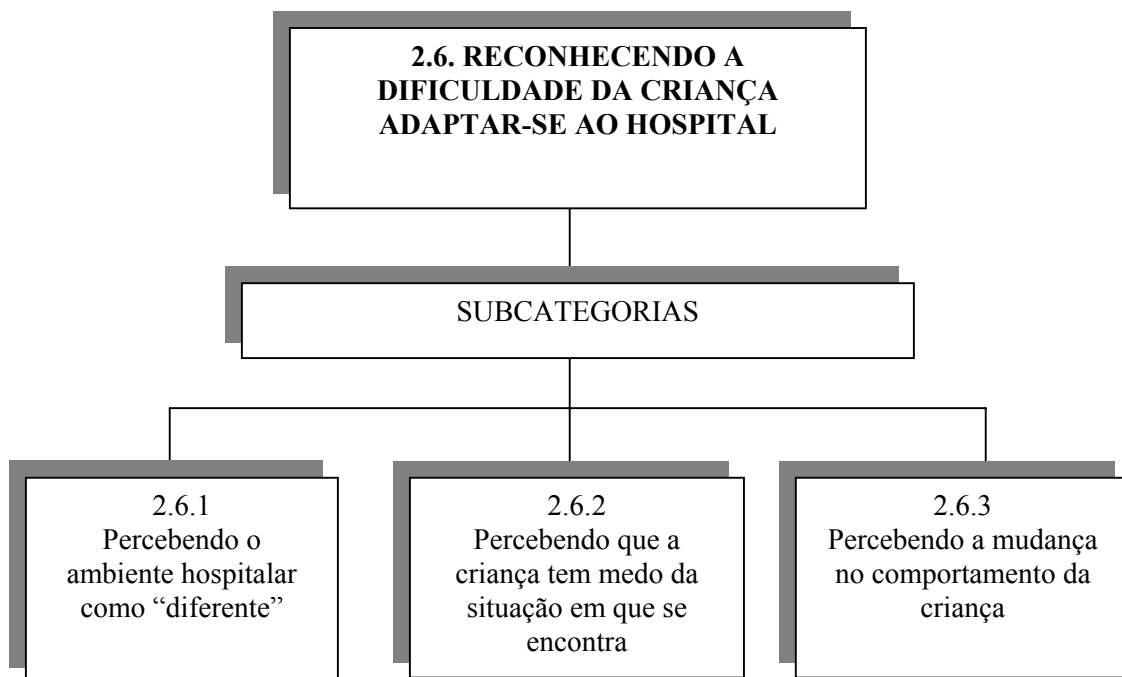 2.6. RECONHECENDO A
DIFICULDADE DA CRIANÇA
ADAPTAR-SE AO HOSPITAL
SUBCATEGORIAS
2.6.1
Percebendo o
ambiente hospitalar
como “diferente”
2.6.2
Percebendo que a
criança tem medo da
situação em que se
encontra
2.6.3
Percebendo a mudança
no comportamento da
criança